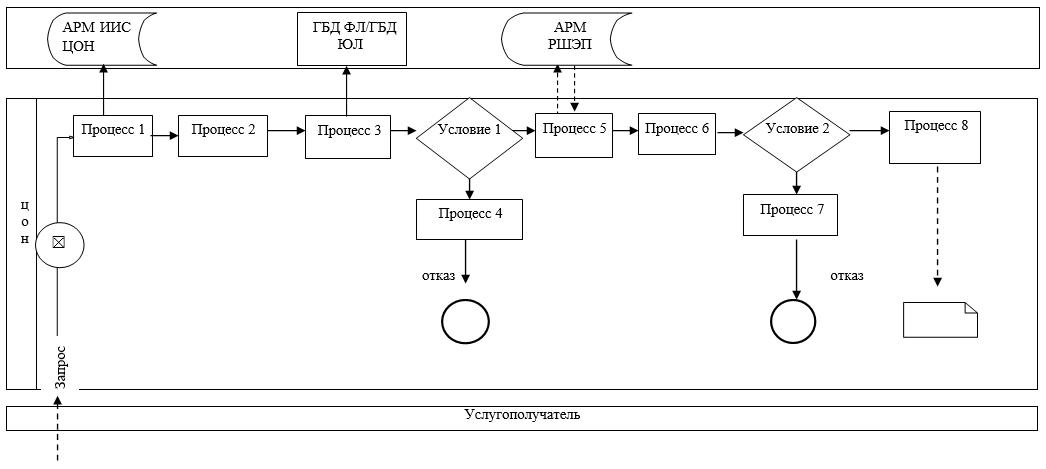 АРМ ИИС
ЦОН
ГБД ФЛ/ГБД
ЮЛ
АРМ
РШЭП
Процесс 1
Процесс 2
Процесс 3
Условие 1
Процесс 5
Процесс 6
Условие 2
Процесс 8
ц
о
н
Процесс 4
Процесс 7
отказ
отказ
Запрос
Услугополучатель